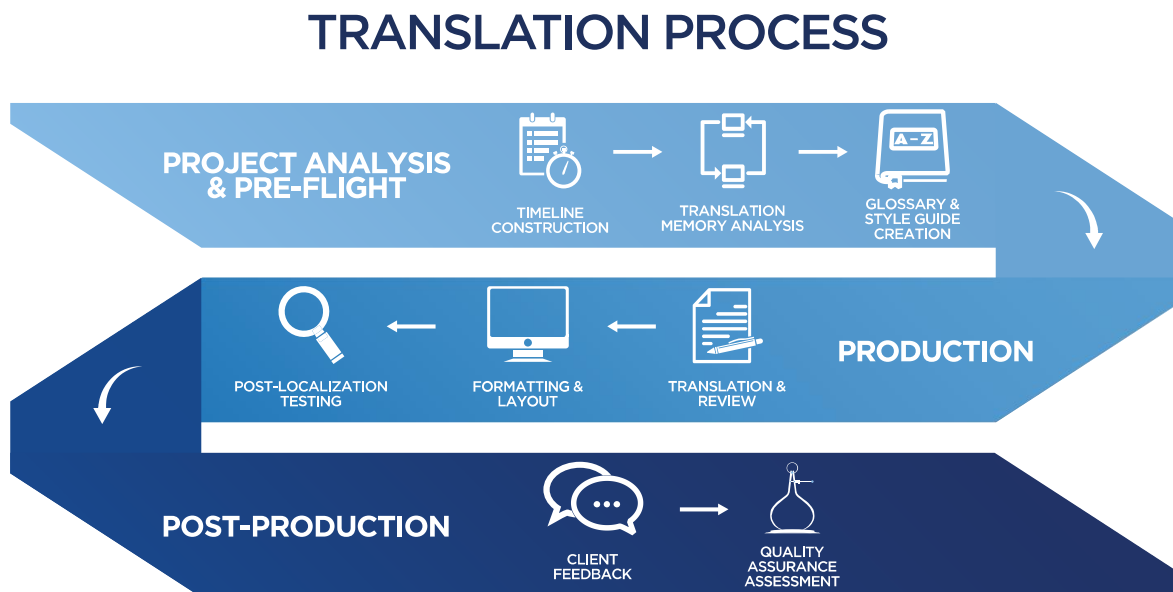 TRANSLATION PROCESS
PROJECT ANALYSIS
& PRE-FLIGHT
TIMELINE
CONSTRUCTION
TRANSLATION
MEMORY ANALYSIS
A-Z
GLOSSARY &
STYLE GUIDE
CREATION
PRODUCTION
TRANSLATION &
REVIEW
FORMATTING &
LAYOUT
POST-LOCALIZATION
TESTING
POST-PRODUCTION
CLIENT
FEEDBACK
QUALITY
ASSURANCE
ASSESSMENT